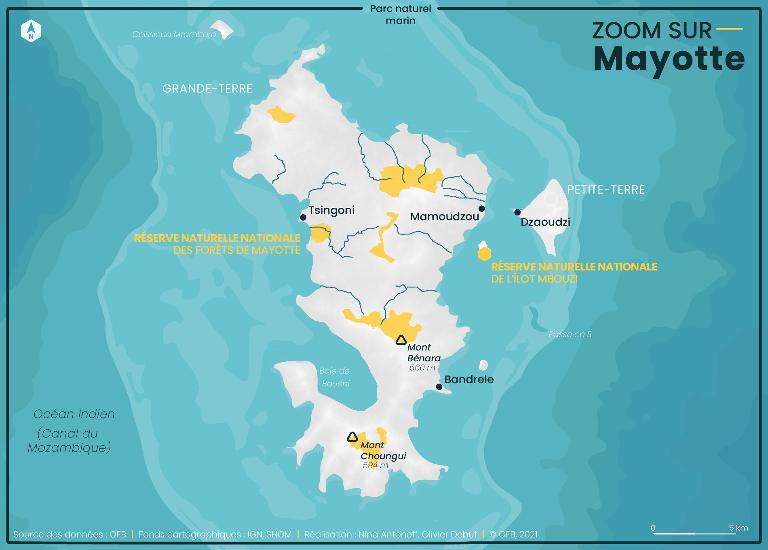 Parc naturel
marin
N
ZOOM SUR
Mayotte
GRANDE-TERRE
PETITE-TERRE
Tsingoni
Mamoudzou
Dzaoudzi
RÉSERVE NATURELLE NATIONALE
DES FORÊTS DE MAYOTTE
RÉSERVE NATURELLE NATIONALE
DE L'ÎLOT MBOUZI
Passe en S
Mont
Bénara
660 m
Baie de
Bouéni
Bandrele
Océan Indien
(Canal du
Mozambique)
Mont
Choungui
594 m
0 5 km
Source des données : OFB | Fonds cartographiques : IGN, SHOM | Réalisation : Nina Antonoff, Olivier Debuf | © OFB, 2021